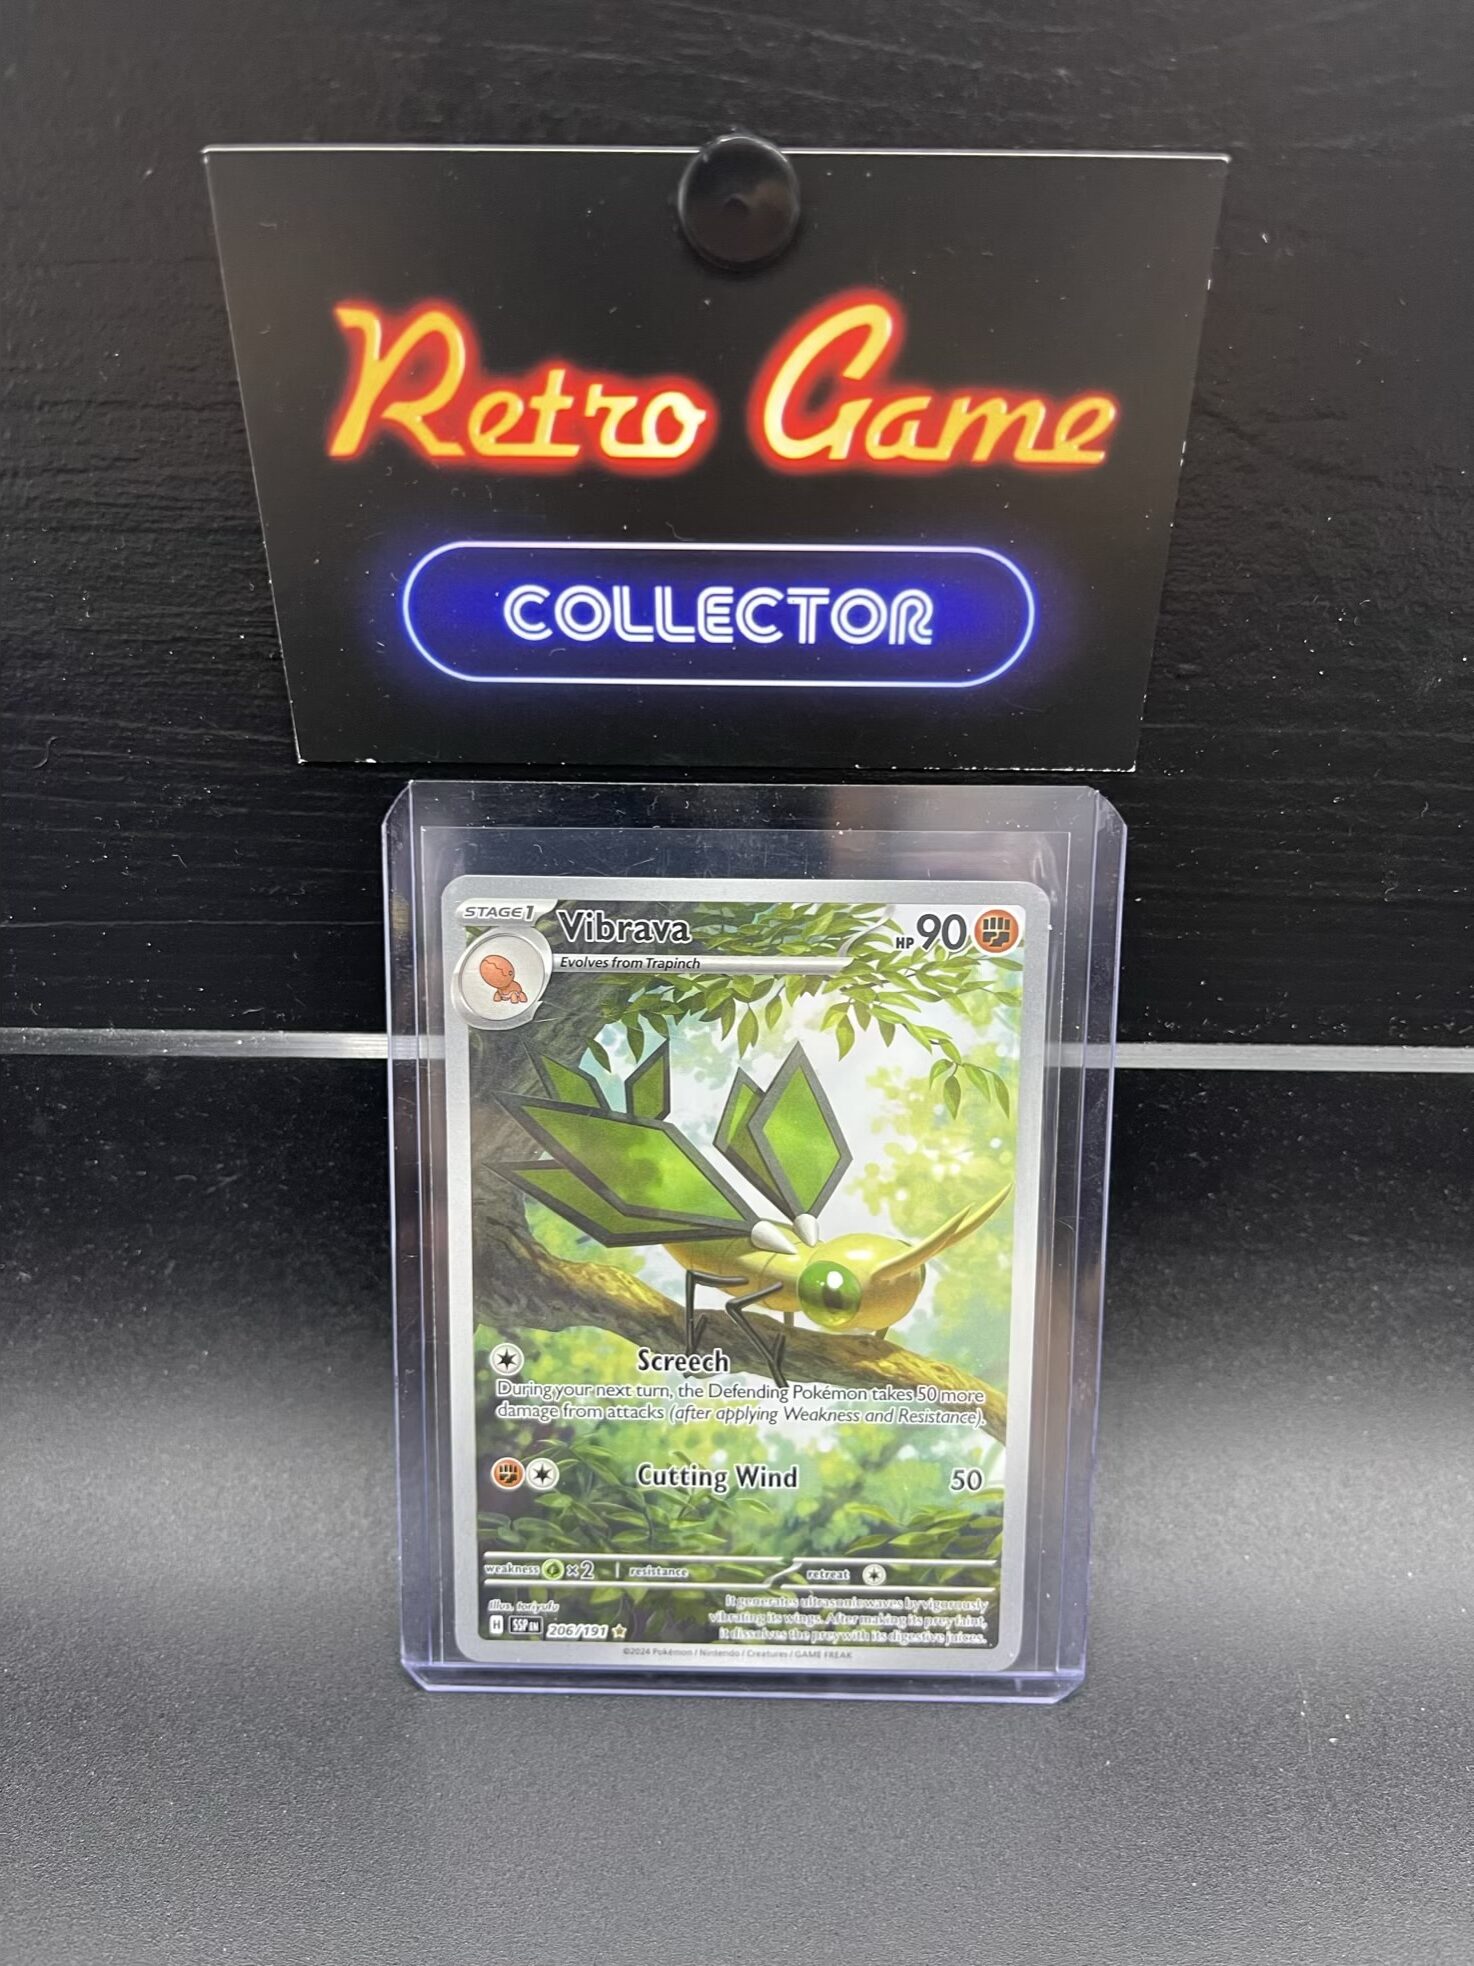 Retro Game
COLLECTOR
STAGE 1
Vibrava
HP 90
Evolves from Trapinch
Screech
During your next turn, the Defending Pokémon takes 50 more
damage from attacks (after applying Weakness and Resistance).
Cutting Wind 50
weakness ×2 resistance retreat
Illus. toriyufu
It generates ultrasonic waves by vigorously
vibrating its wings. After making its prey faint,
it dissolves the prey with its digestive juices.
H SSP EN 206/191
©2024 Pokémon / Nintendo / Creatures / GAME FREAK